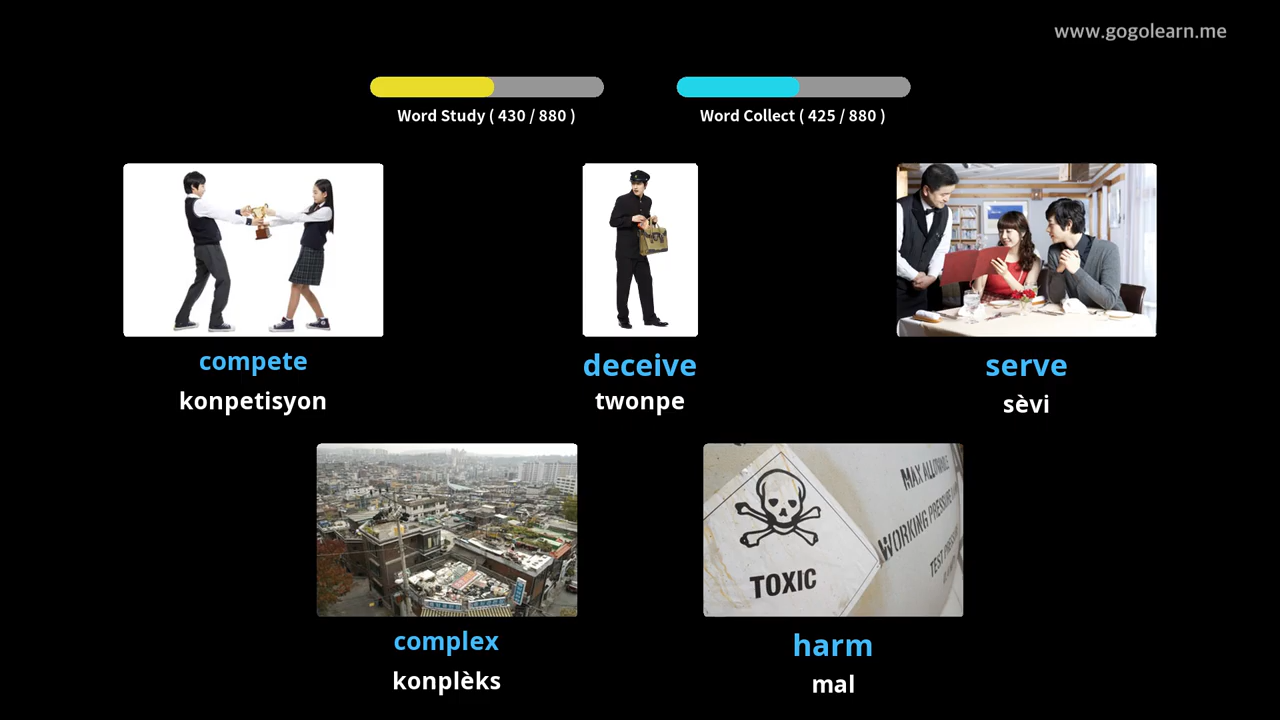 www.gogolearn.me
Word Study ( 430 / 880 )
Word Collect ( 425 / 880 )
compete
konpetisyon
deceive
twonpe
serve
sèvi
TOXIC
MAX ALLOWABLE
WORKING PRESSURE
complex
konplèks
harm
mal